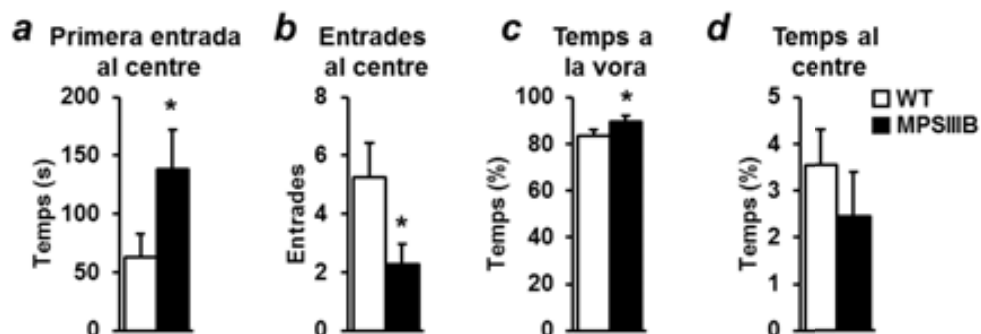 a Primera entrada al centre
b Entrades al centre
c Temps a la vora
d Temps al centre
200
150
100
50
0
Temps (s)
*
8
6
4
2
0
Entrades
*
100
80
60
40
20
0
Temps (%)
*
5
4
3
2
1
0
Temps (%)
WT
MPSIIIB